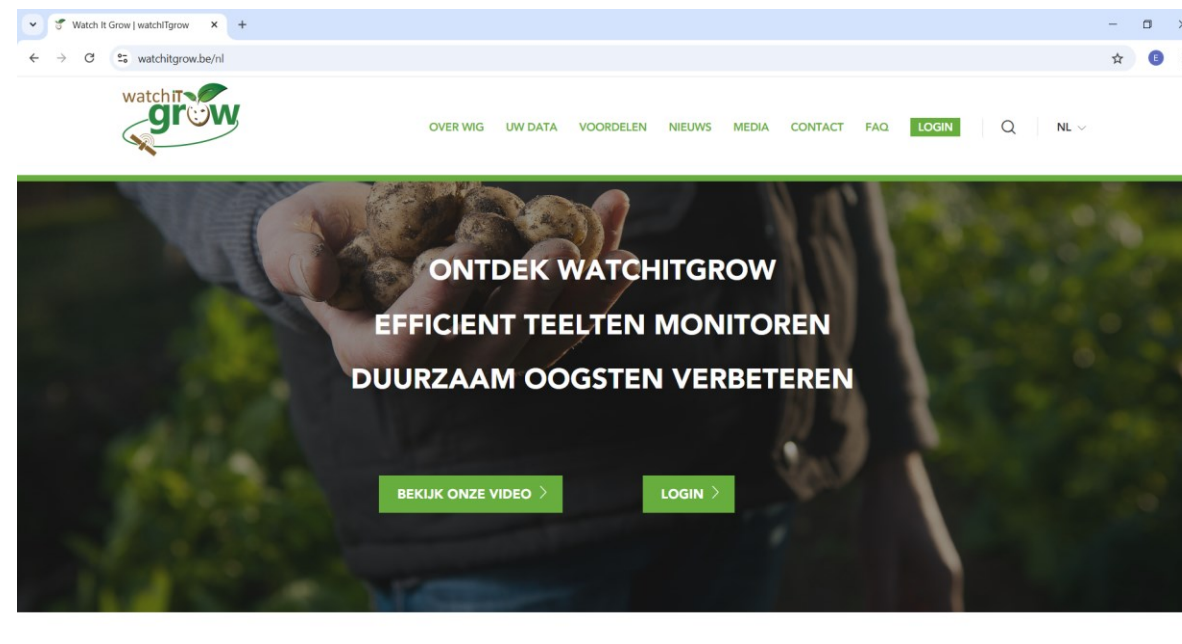 Watch It Grow | watchITgrow
watchitgrow.be/nl
E
watchIT
grow
OVER WIG UW DATA VOORDELEN NIEUWS MEDIA CONTACT FAQ LOGIN NL
ONTDEK WATCHITGROW
EFFICIENT TEELTEN MONITOREN
DUURZAAM OOGSTEN VERBETEREN
BEKIJK ONZE VIDEO LOGIN